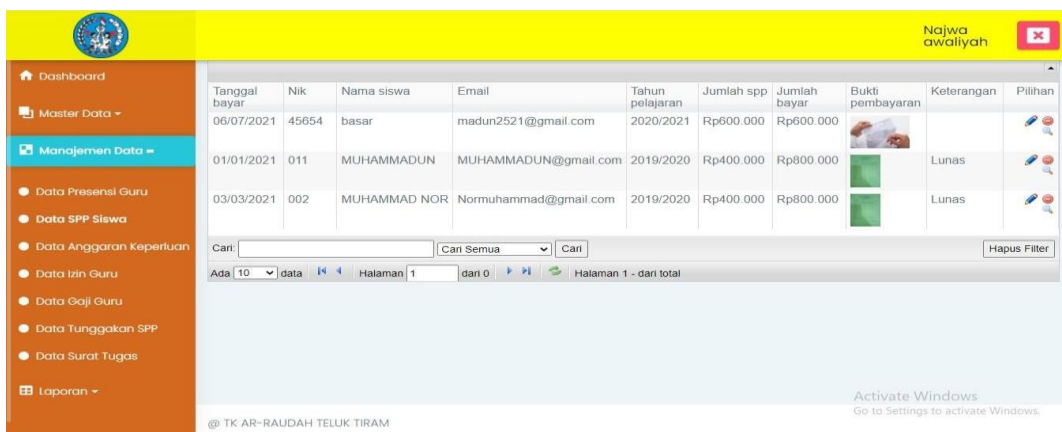 Najwa
awaliyah
Dashboard
Master Data
Manajemen Data
Data Presensi Guru
Data SPP Siswa
Data Anggaran Keperluan
Data Izin Guru
Data Gaji Guru
Data Tunggakan SPP
Data Surat Tugas
Laporan
Tanggal bayar Nik Nama siswa Email Tahun pelajaran Jumlah spp Jumlah bayar Bukti pembayaran Keterangan Pilihan
06/07/2021 45654 basar madun2521@gmail.com 2020/2021 Rp600.000 Rp600.000
01/01/2021 011 MUHAMMADUN MUHAMMADUN@gmail.com 2019/2020 Rp400.000 Rp800.000 Lunas
03/03/2021 002 MUHAMMAD NOR Normuhammad@gmail.com 2019/2020 Rp400.000 Rp800.000 Lunas
Cari: Cari Semua Cari Hapus Filter
Ada 10 data Halaman 1 dari 0 Halaman 1 - dari total
Activate Windows
Go to Settings to activate Windows.
@ TK AR-RAUDAH TELUK TIRAM